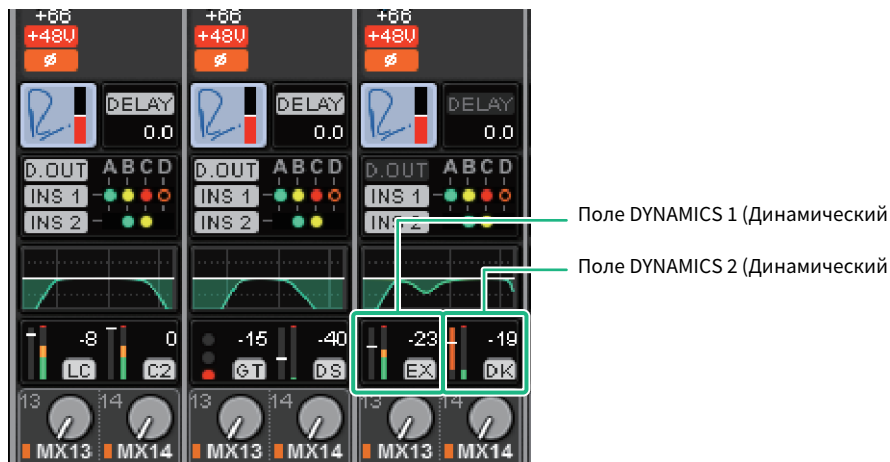 +66 +66 +66
+48V +48V +48V
ø ø ø
DELAY DELAY DELAY
0.0 0.0 0.0
D.OUT A B C D D.OUT A B C D D.OUT A B C D
INS 1 INS 1 INS 1
INS 2 INS 2 INS 2
Поле DYNAMICS 1 (Динамический
Поле DYNAMICS 2 (Динамический
-8 0 -15 -40 -23 -19
LC C2 GT DS EX DK
13 14 13 14 13 14
MX13 MX14 MX13 MX14 MX13 MX14